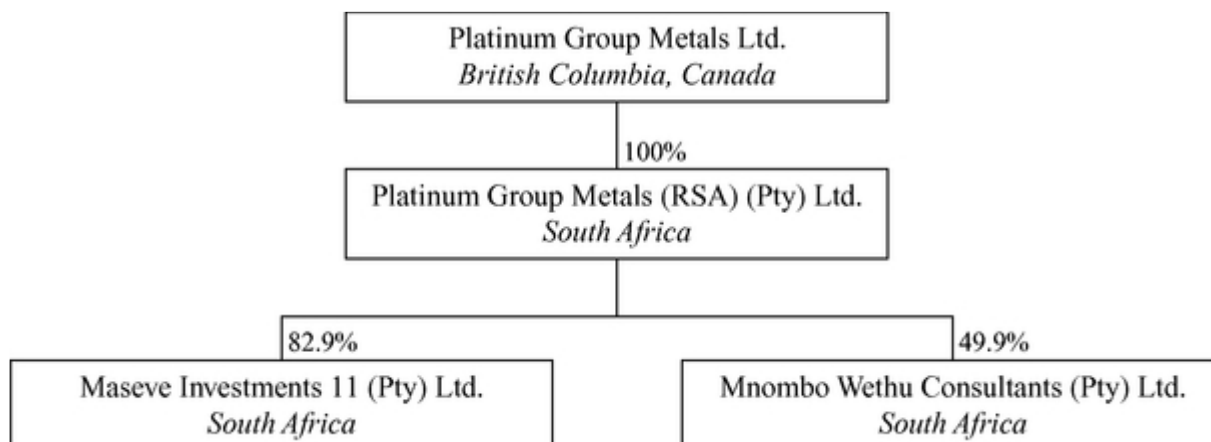 Platinum Group Metals Ltd.
British Columbia, Canada
100%
Platinum Group Metals (RSA) (Pty) Ltd.
South Africa
82.9%
49.9%
Maseve Investments 11 (Pty) Ltd.
South Africa
Mnombo Wethu Consultants (Pty) Ltd.
South Africa